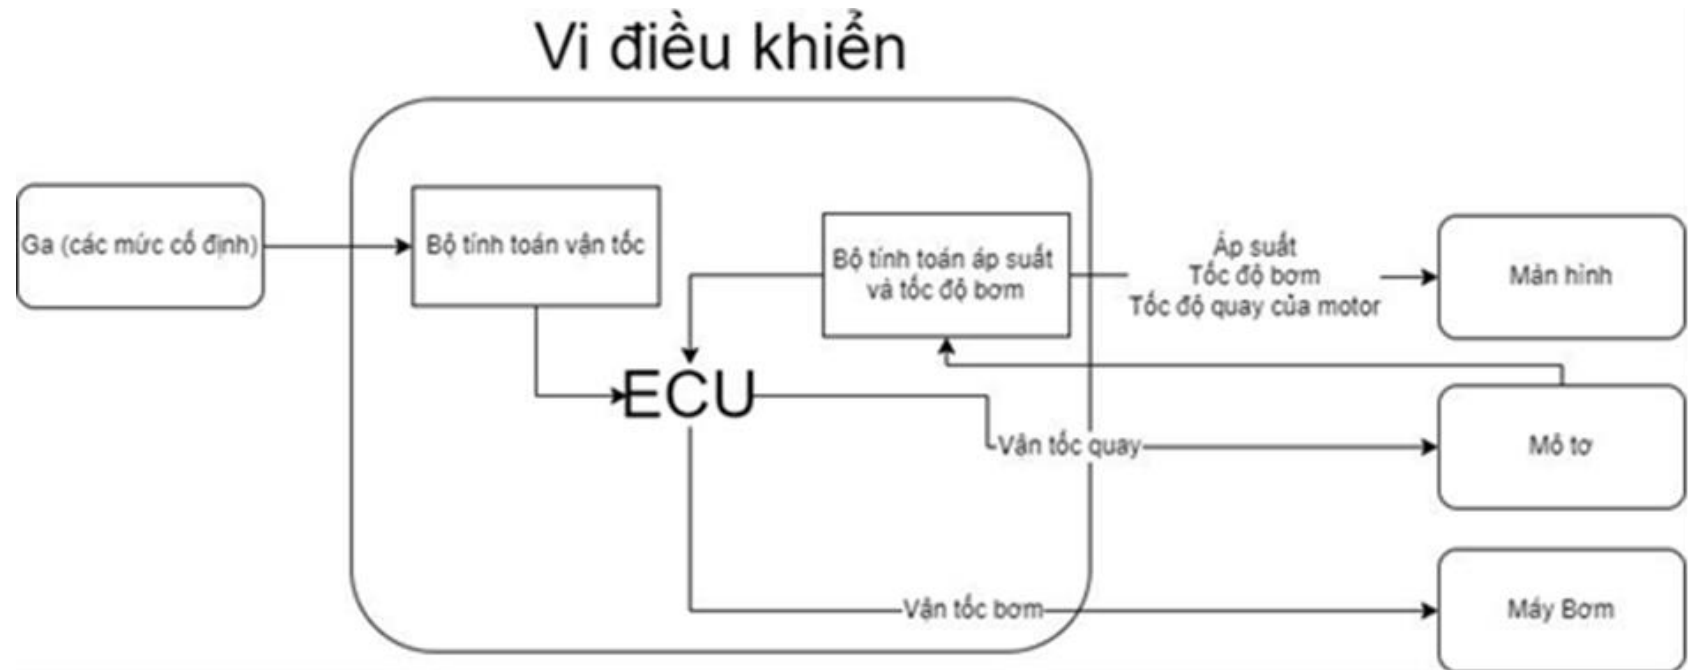 Vi điều khiển
Ga (các mức cố định)
Bộ tính toán vận tốc
Bộ tính toán áp suất
và tốc độ bơm
Áp suất
Tốc độ bơm
Tốc độ quay của motor
Màn hình
ECU
Vận tốc quay
Mô tơ
Vận tốc bơm
Máy Bơm